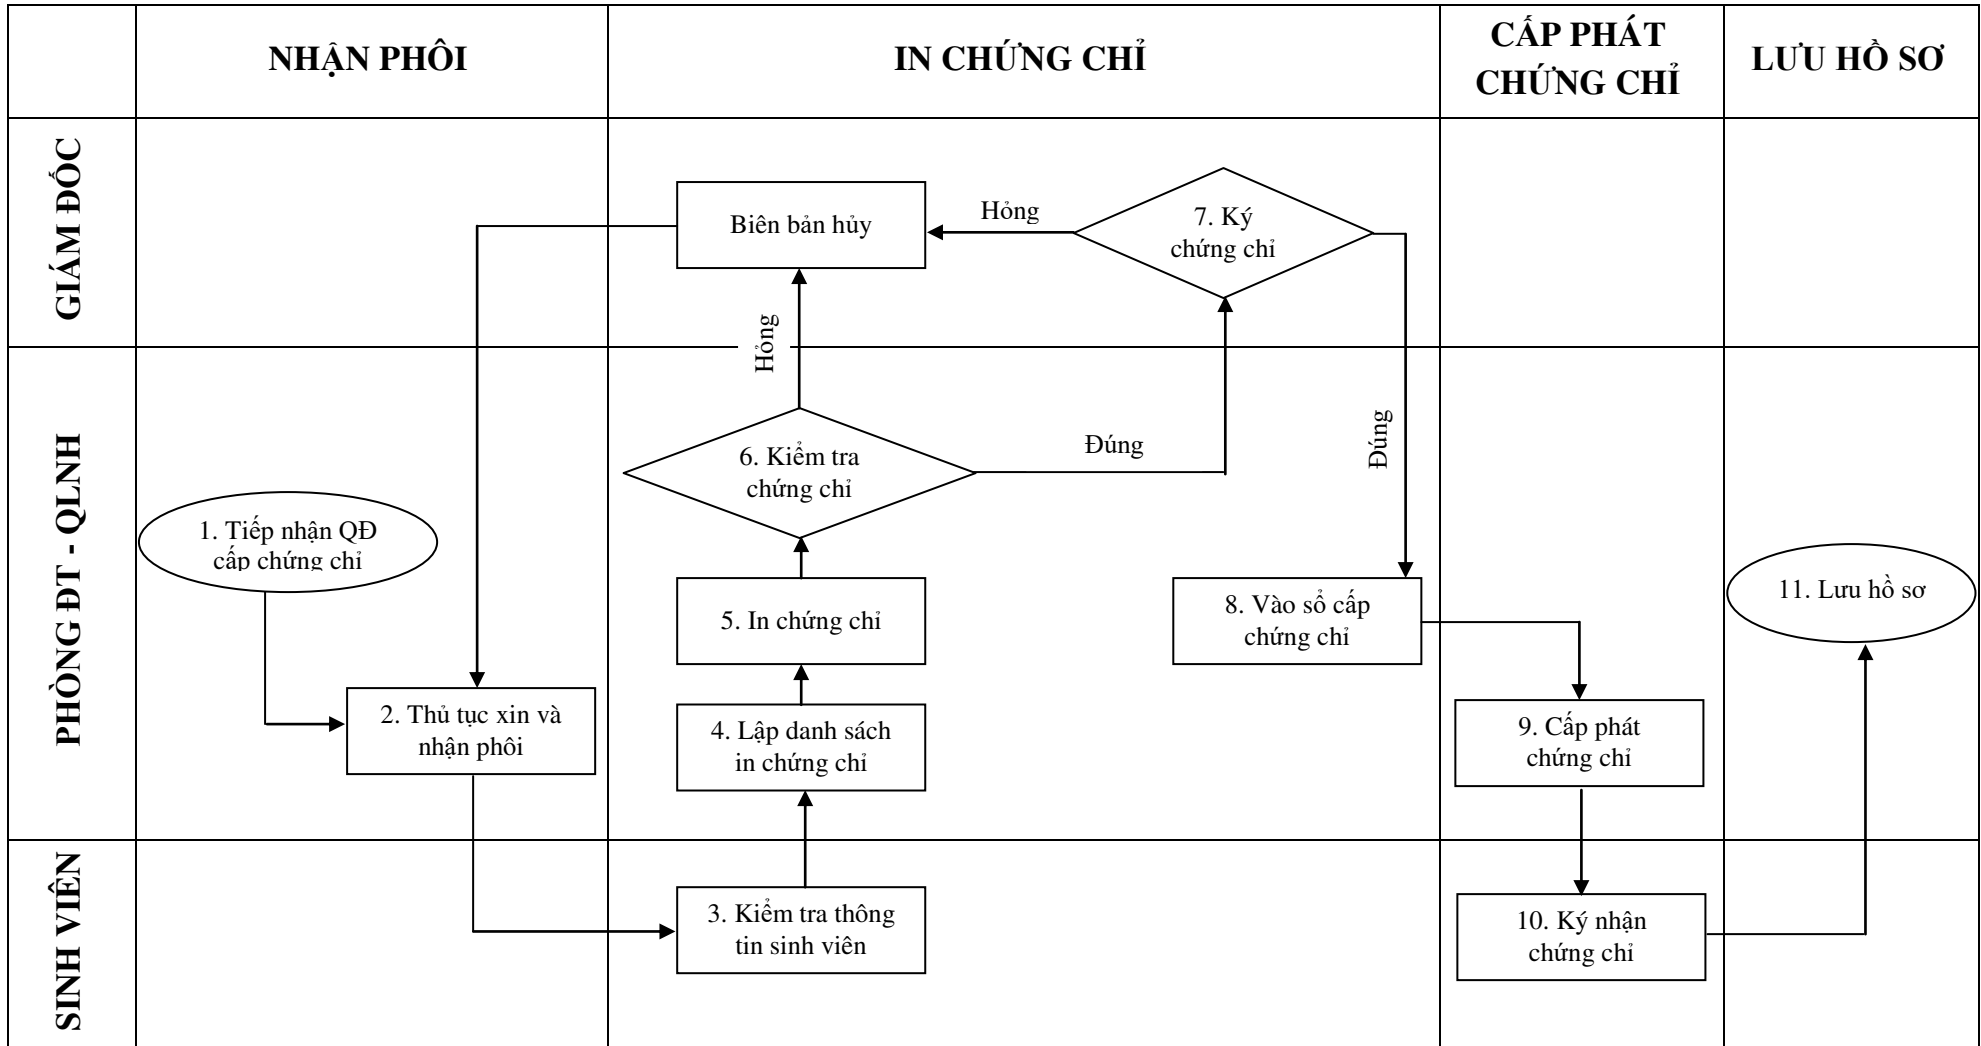 NHẬN PHÔI
IN CHỨNG CHỈ
CẤP PHÁT
CHỨNG CHỈ
LƯU HỒ SƠ
GIÁM ĐỐC
Biên bản hủy
Hỏng
7. Ký
chứng chỉ
Hỏng
PHÒNG ĐT - QLNH
6. Kiểm tra
chứng chỉ
Đúng
Đúng
1. Tiếp nhận QĐ
cấp chứng chỉ
5. In chứng chỉ
8. Vào sổ cấp
chứng chỉ
11. Lưu hồ sơ
2. Thủ tục xin và
nhận phôi
4. Lập danh sách
in chứng chỉ
9. Cấp phát
chứng chỉ
SINH VIÊN
3. Kiểm tra thông
tin sinh viên
10. Ký nhận
chứng chỉ